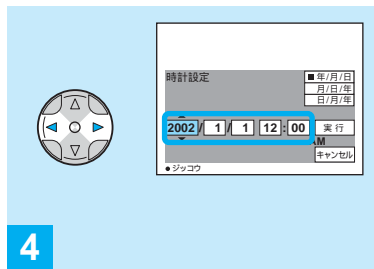 時計設定
■年/月/日
月/日/年
日/月/年
2002/ 1 / 1 12:00
実行
AM
キャンセル
●ジッコウ
4